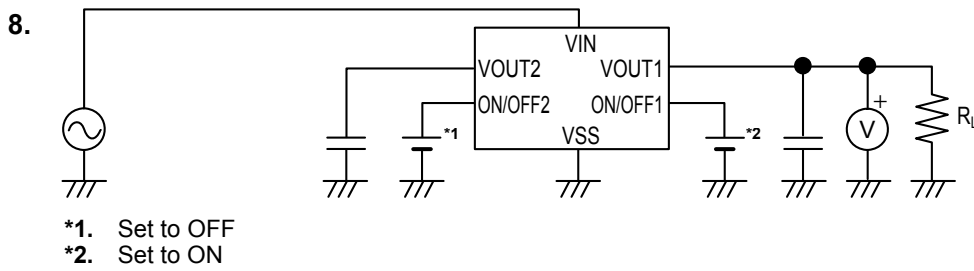 8.
VIN
VOUT2 VOUT1
ON/OFF2 ON/OFF1
*1 *2
VSS
+
V
RL
*1. Set to OFF
*2. Set to ON